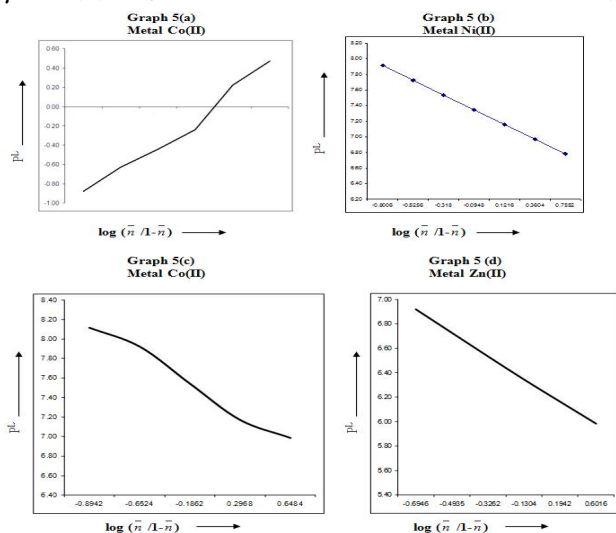 Graph 5(a)
Metal Co(II)
0.60
0.40
0.20
0.00
-0.20
-0.40
-0.60
-0.80
-1.00
pL
log (n̄ /1-n̄)
Graph 5 (b)
Metal Ni(II)
8.20
8.00
7.80
7.60
7.40
7.20
7.00
6.80
6.60
6.40
6.20
-0.8006 -0.5256 -0.318 -0.0948 0.1216 0.3604 0.7882
pL
log (n̄ /1-n̄)
Graph 5(c)
Metal Co(II)
8.40
8.20
8.00
7.80
7.60
7.40
7.20
7.00
6.80
6.60
6.40
-0.8942 -0.6524 -0.1862 0.2968 0.6484
pL
log (n̄ /1-n̄)
Graph 5 (d)
Metal Zn(II)
7.00
6.80
6.60
6.40
6.20
6.00
5.80
5.60
5.40
-0.6946 -0.4935 -0.3262 -0.1304 0.1942 0.6016
pL
log (n̄ /1-n̄)